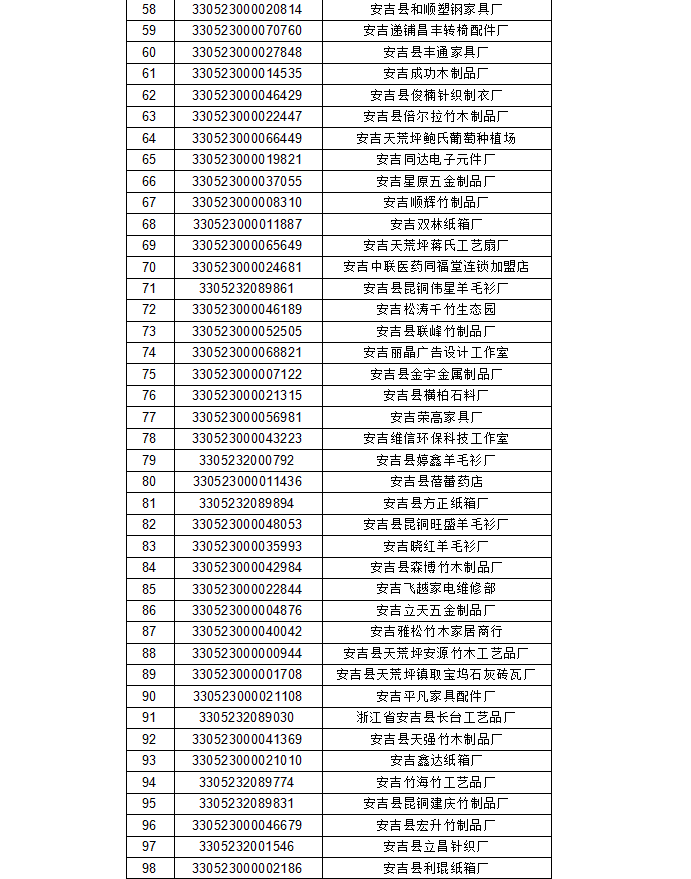 58 330523000020814 安吉县和顺塑钢家具厂
59 330523000070760 安吉递铺昌丰转椅配件厂
60 330523000027848 安吉县丰通家具厂
61 330523000014535 安吉成功木制品厂
62 330523000046429 安吉县俊楠针织制衣厂
63 330523000022447 安吉县倍尔拉竹木制品厂
64 330523000066449 安吉天荒坪鲍氏葡萄种植场
65 330523000019821 安吉同达电子元件厂
66 330523000037055 安吉星原五金制品厂
67 330523000008310 安吉顺辉竹制品厂
68 330523000011887 安吉双林纸箱厂
69 330523000065649 安吉天荒坪蒋氏工艺扇厂
70 330523000024681 安吉中联医药同福堂连锁加盟店
71 3305232089861 安吉县昆铜伟星羊毛衫厂
72 330523000046189 安吉松涛千竹生态园
73 330523000052505 安吉县联峰竹制品厂
74 330523000068821 安吉丽晶广告设计工作室
75 330523000007122 安吉县金宇金属制品厂
76 330523000021315 安吉县横柏石料厂
77 330523000056981 安吉荣高家具厂
78 330523000043223 安吉维信环保科技工作室
79 3305232000792 安吉县婷鑫羊毛衫厂
80 330523000011436 安吉县蓓蕾药店
81 3305232089894 安吉县方正纸箱厂
82 330523000048053 安吉县昆铜旺盛羊毛衫厂
83 330523000035993 安吉晓红羊毛衫厂
84 330523000042984 安吉县森博竹木制品厂
85 330523000022844 安吉飞越家电维修部
86 330523000004876 安吉立天五金制品厂
87 330523000040042 安吉雅松竹木家居商行
88 330523000000944 安吉县天荒坪安源竹木工艺品厂
89 330523000001708 安吉县天荒坪镇取宝坞石灰砖瓦厂
90 330523000021108 安吉平凡家具配件厂
91 3305232089030 浙江省安吉县长台工艺品厂
92 330523000041369 安吉县天强竹木制品厂
93 330523000021010 安吉鑫达纸箱厂
94 3305232089774 安吉竹海竹工艺品厂
95 3305232089831 安吉县昆铜建庆竹制品厂
96 330523000046679 安吉县宏升竹制品厂
97 3305232001546 安吉县立昌针织厂
98 330523000002186 安吉县利琨纸箱厂